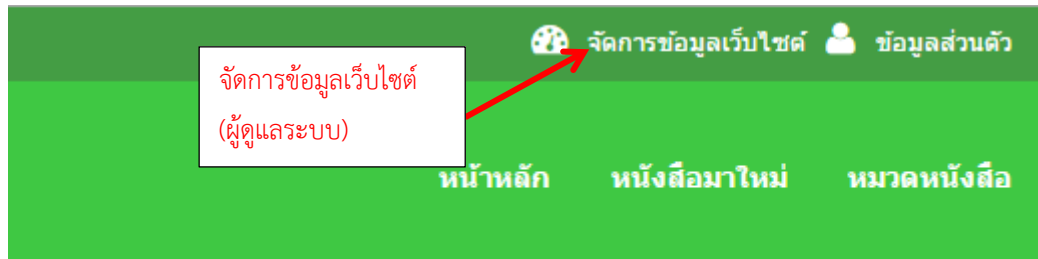 จัดการข้อมูลเว็บไซต์ ข้อมูลส่วนตัว
จัดการข้อมูลเว็บไซต์
(ผู้ดูแลระบบ)
หน้าหลัก หนังสือมาใหม่ หมวดหนังสือ